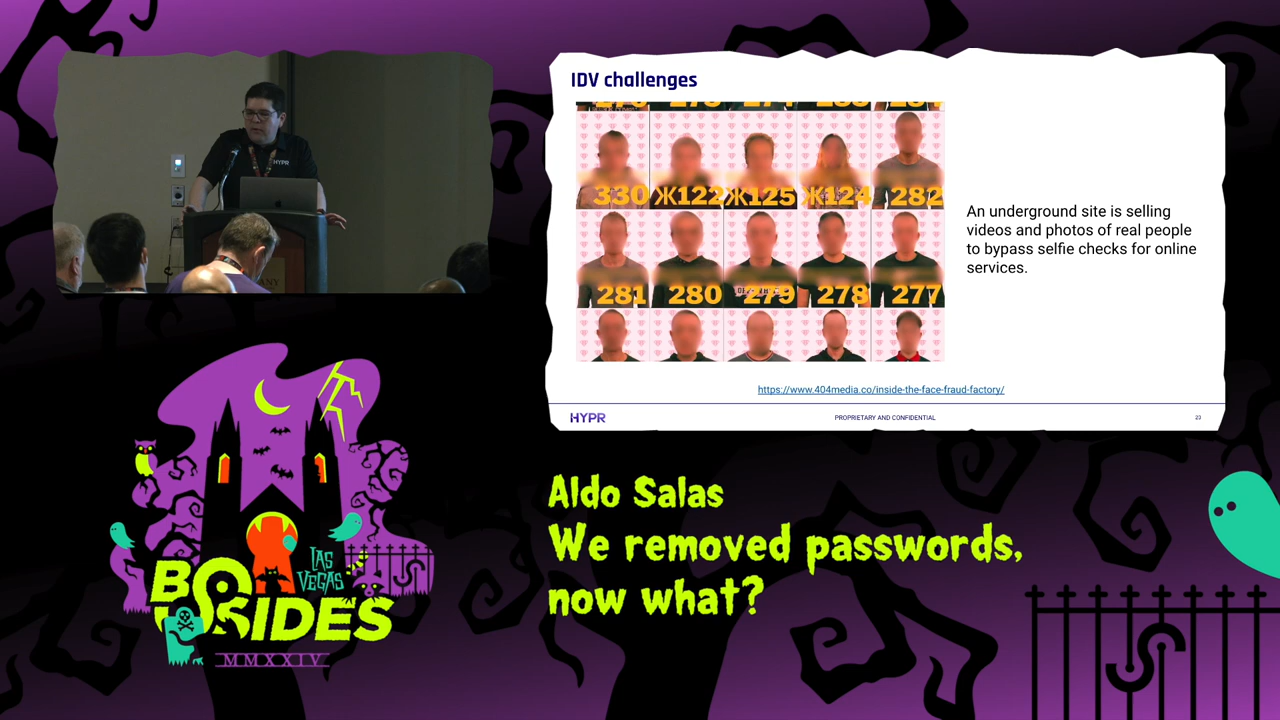 HYPR
IDV challenges
330 Ж122 Ж125 Ж124 282
281 280 279 278 277
An underground site is selling
videos and photos of real people
to bypass selfie checks for online
services.
https://www.404media.co/inside-the-face-fraud-factory/
HYPR
PROPRIETARY AND CONFIDENTIAL
23
LAS
VEGAS
BSIDES
MMXXIV
Aldo Salas
We removed passwords,
now what?